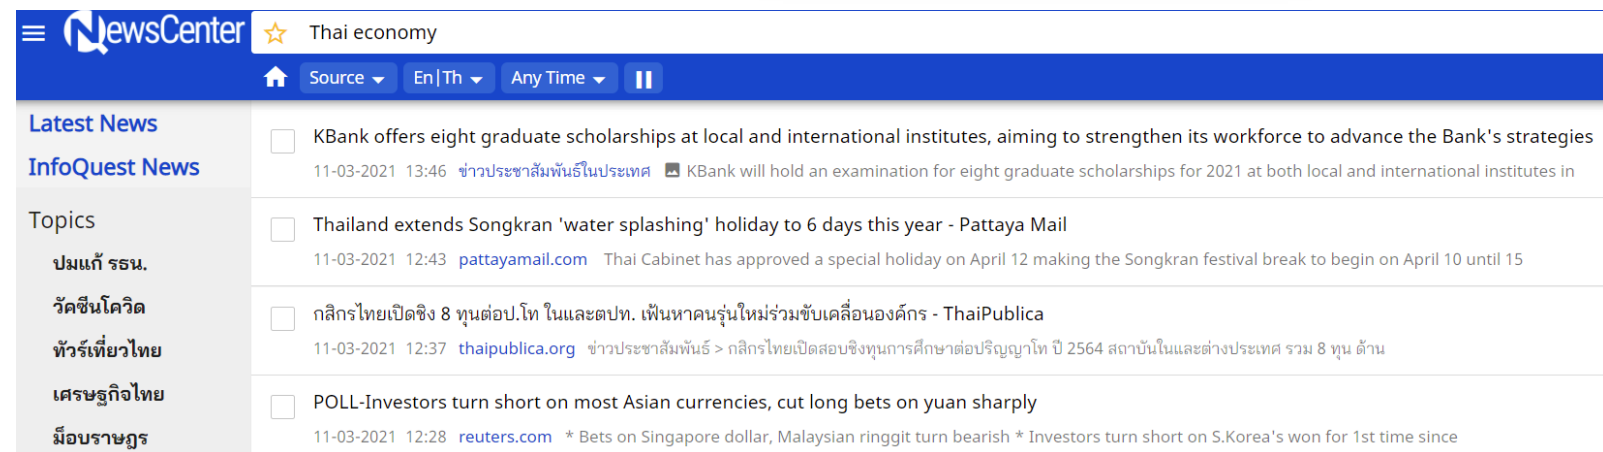 NewsCenter
Thai economy
Source
En|Th
Any Time
Latest News
InfoQuest News
Topics
ปมแก้ รธน.
วัคซีนโควิด
ทัวร์เที่ยวไทย
เศรษฐกิจไทย
ม็อบราษฎร
KBank offers eight graduate scholarships at local and international institutes, aiming to strengthen its workforce to advance the Bank's strategies
11-03-2021 13:46 ข่าวประชาสัมพันธ์ในประเทศ KBank will hold an examination for eight graduate scholarships for 2021 at both local and international institutes in
Thailand extends Songkran 'water splashing' holiday to 6 days this year - Pattaya Mail
11-03-2021 12:43 pattayamail.com Thai Cabinet has approved a special holiday on April 12 making the Songkran festival break to begin on April 10 until 15
กสิกรไทยเปิดชิง 8 ทุนต่อป.โท ในและตปท. เฟ้นหาคนรุ่นใหม่ร่วมขับเคลื่อนองค์กร - ThaiPublica
11-03-2021 12:37 thaipublica.org ข่าวประชาสัมพันธ์ > กสิกรไทยเปิดสอบชิงทุนการศึกษาต่อปริญญาโท ปี 2564 สถาบันในและต่างประเทศ รวม 8 ทุน ด้าน
POLL-Investors turn short on most Asian currencies, cut long bets on yuan sharply
11-03-2021 12:28 reuters.com * Bets on Singapore dollar, Malaysian ringgit turn bearish * Investors turn short on S.Korea's won for 1st time since